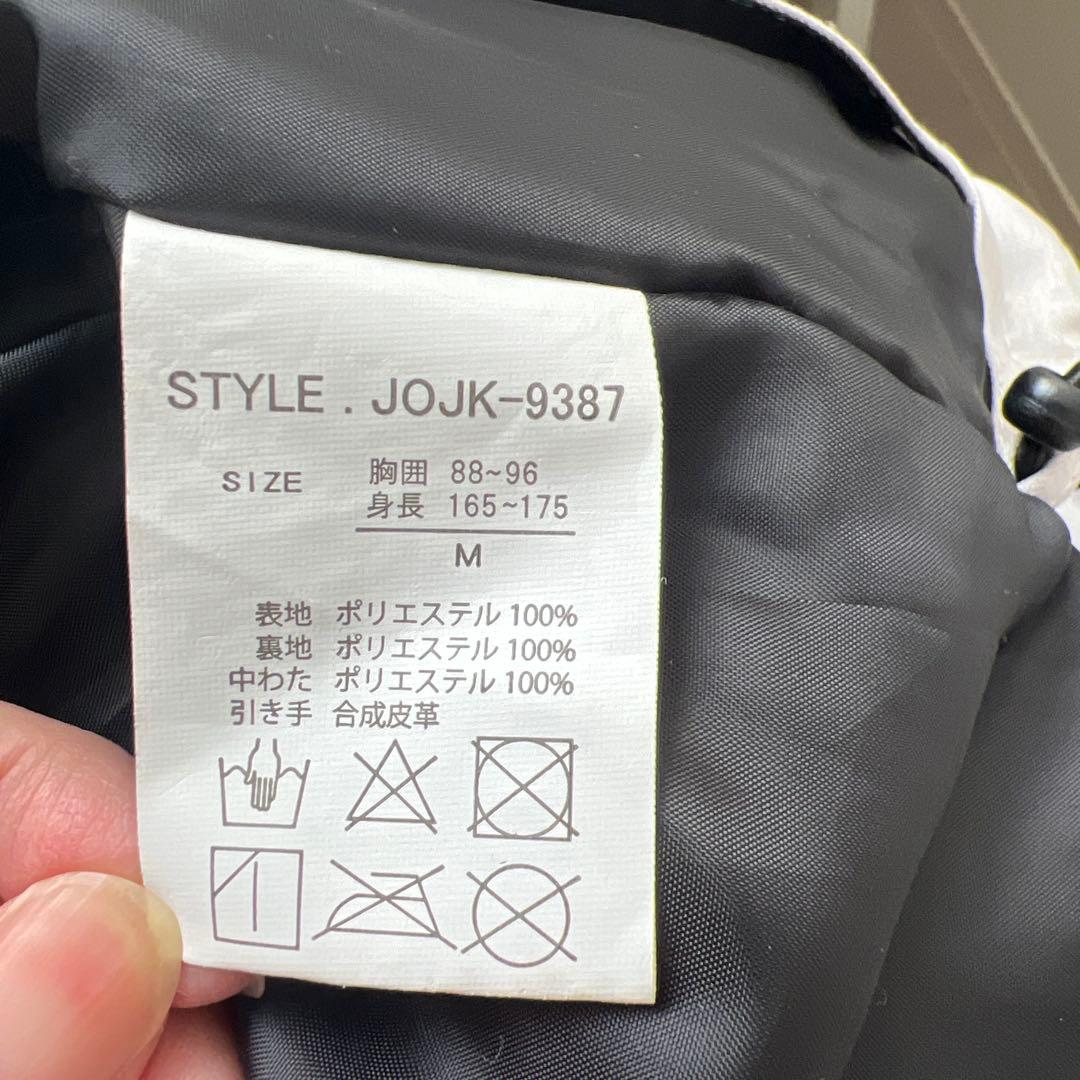 STYLE . JOJK-9387
SIZE 胸囲 88~96
身長 165~175
M
表地 ポリエステル 100%
裏地 ポリエステル 100%
中わた ポリエステル 100%
引き手 合成皮革